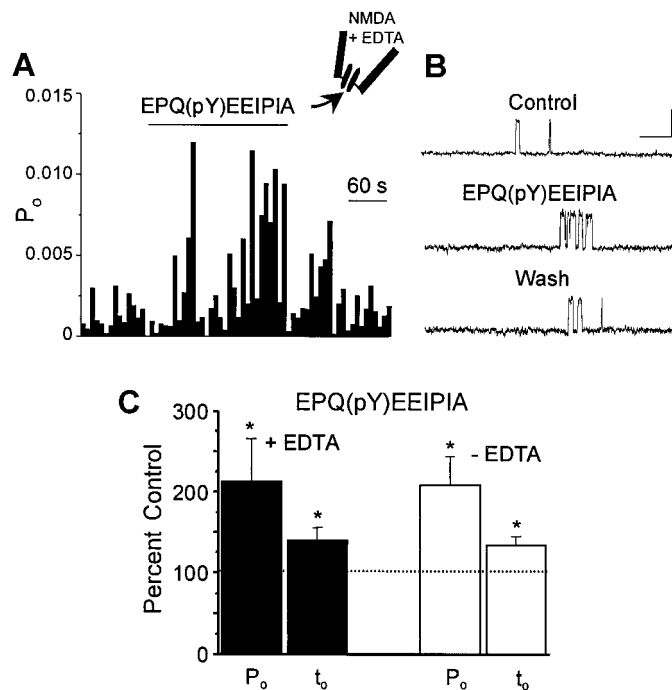 A
NMDA
+ EDTA
EPQ(pY)EEIPIA
60 s
0.015
0.010
0.005
0
Po
B
Control
EPQ(pY)EEIPIA
Wash
C
EPQ(pY)EEIPIA
300
200
100
0
Percent Control
*
+ EDTA
*
*
- EDTA
*
Po
to
Po
to